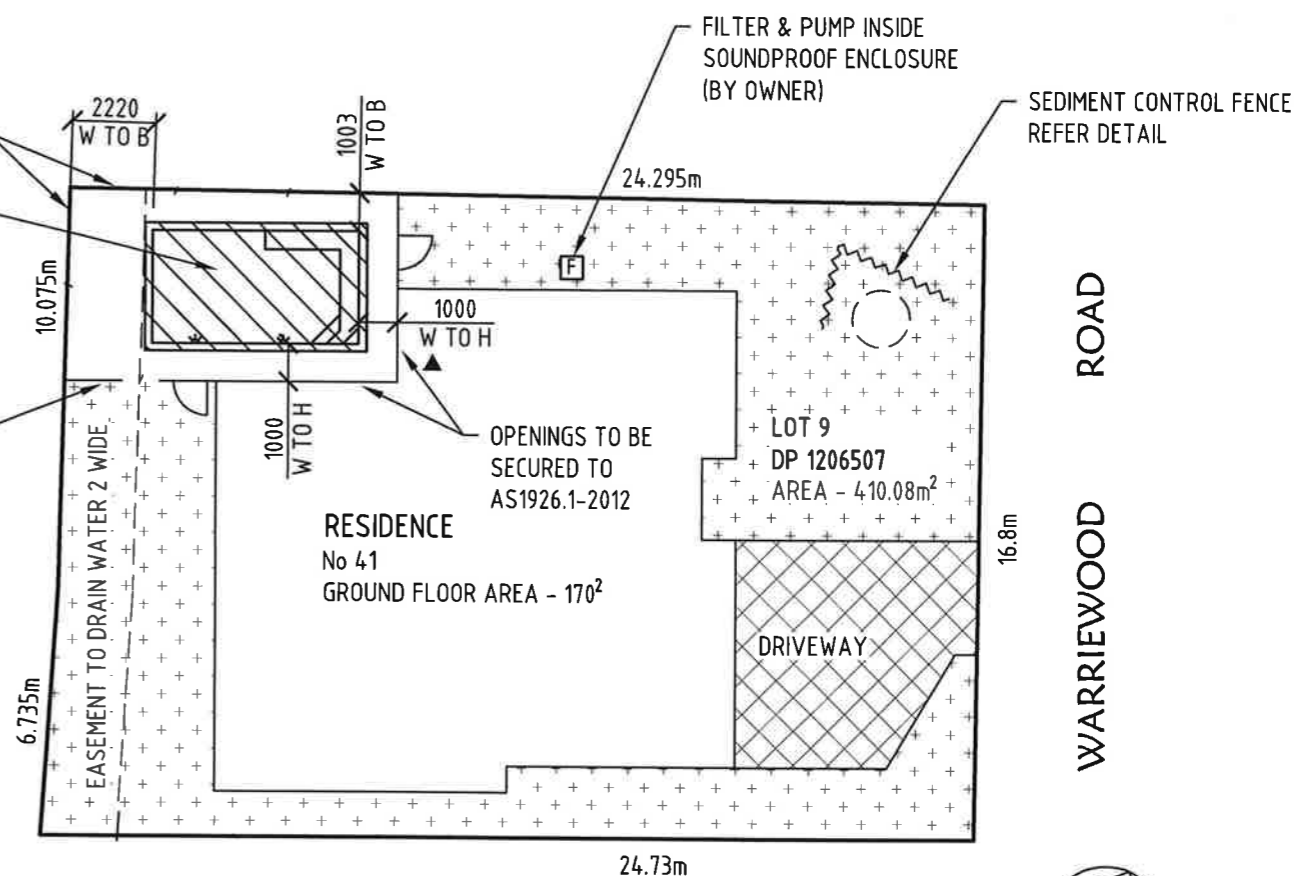 FILTER & PUMP INSIDE
SOUNDPROOF ENCLOSURE
(BY OWNER)
SEDIMENT CONTROL FENCE
REFER DETAIL
2220
W TO B
1003
W TO B
24.295m
10.075m
F
1000
W TO H
1000
W TO H
OPENINGS TO BE
SECURED TO
AS1926.1-2012
LOT 9
DP 1206507
AREA - 410.08m²
RESIDENCE
No 41
GROUND FLOOR AREA - 170²
EASEMENT TO DRAIN WATER 2 WIDE
DRIVEWAY
16.8m
6.735m
24.73m
WARRIEWOOD ROAD